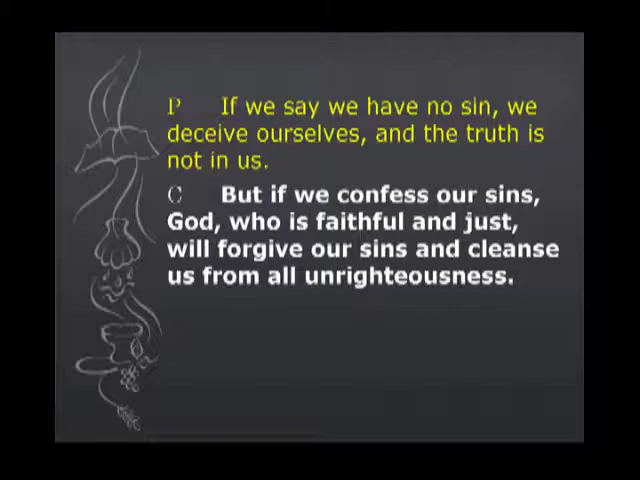 P If we say we have no sin, we
deceive ourselves, and the truth is
not in us.
C But if we confess our sins,
God, who is faithful and just,
will forgive our sins and cleanse
us from all unrighteousness.